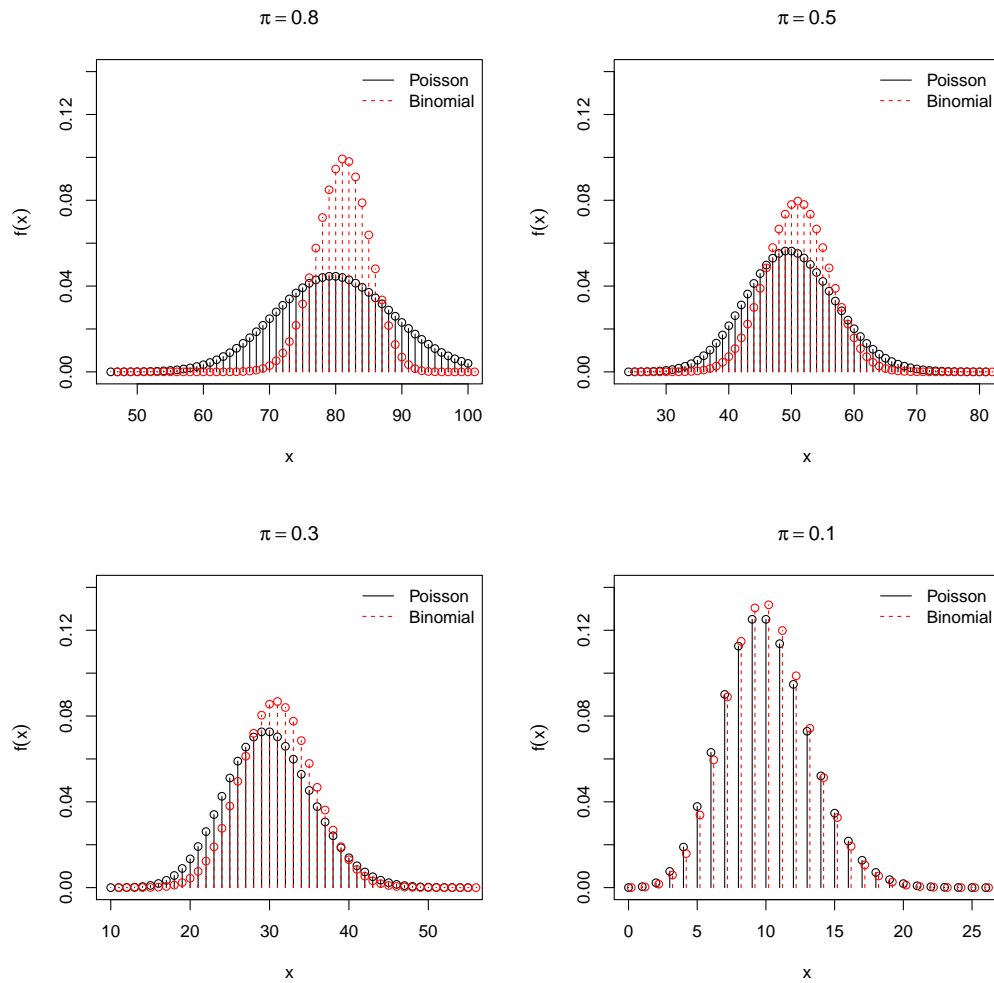 π = 0.8
Poisson
Binomial
f(x)
0.00 0.04 0.08 0.12
50 60 70 80 90 100
x
π = 0.5
Poisson
Binomial
f(x)
0.00 0.04 0.08 0.12
30 40 50 60 70 80
x
π = 0.3
Poisson
Binomial
f(x)
0.00 0.04 0.08 0.12
10 20 30 40 50
x
π = 0.1
Poisson
Binomial
f(x)
0.00 0.04 0.08 0.12
0 5 10 15 20 25
x